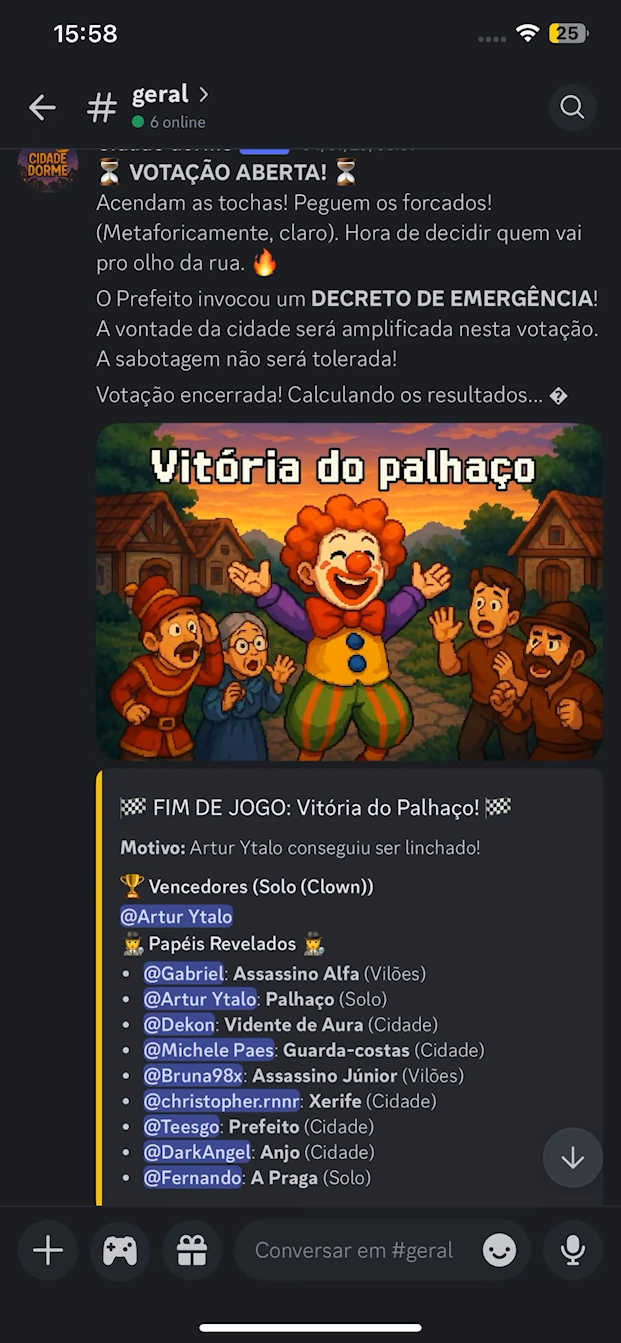 15:58
25
# geral >
6 online
CIDADE
DORME
⏳ VOTAÇÃO ABERTA! ⏳
Acendam as tochas! Peguem os forcados!
(Metaforicamente, claro). Hora de decidir quem vai
pro olho da rua. 🔥
O Prefeito invocou um DECRETO DE EMERGÊNCIA!
A vontade da cidade será amplificada nesta votação.
A sabotagem não será tolerada!
Votação encerrada! Calculando os resultados... �
Vitória do palhaço
🏁 FIM DE JOGO: Vitória do Palhaço! 🏁
Motivo: Artur Ytalo conseguiu ser linchado!
🏆 Vencedores (Solo (Clown))
@Artur Ytalo
🕵️ Papéis Revelados 🕵️
• @Gabriel: Assassino Alfa (Vilões)
• @Artur Ytalo: Palhaço (Solo)
• @Dekon: Vidente de Aura (Cidade)
• @Michele Paes: Guarda-costas (Cidade)
• @Bruna98x: Assassino Júnior (Vilões)
• @christopher.rnnr: Xerife (Cidade)
• @Teesgo: Prefeito (Cidade)
• @DarkAngel: Anjo (Cidade)
• @Fernando: A Praga (Solo)
Conversar em #geral